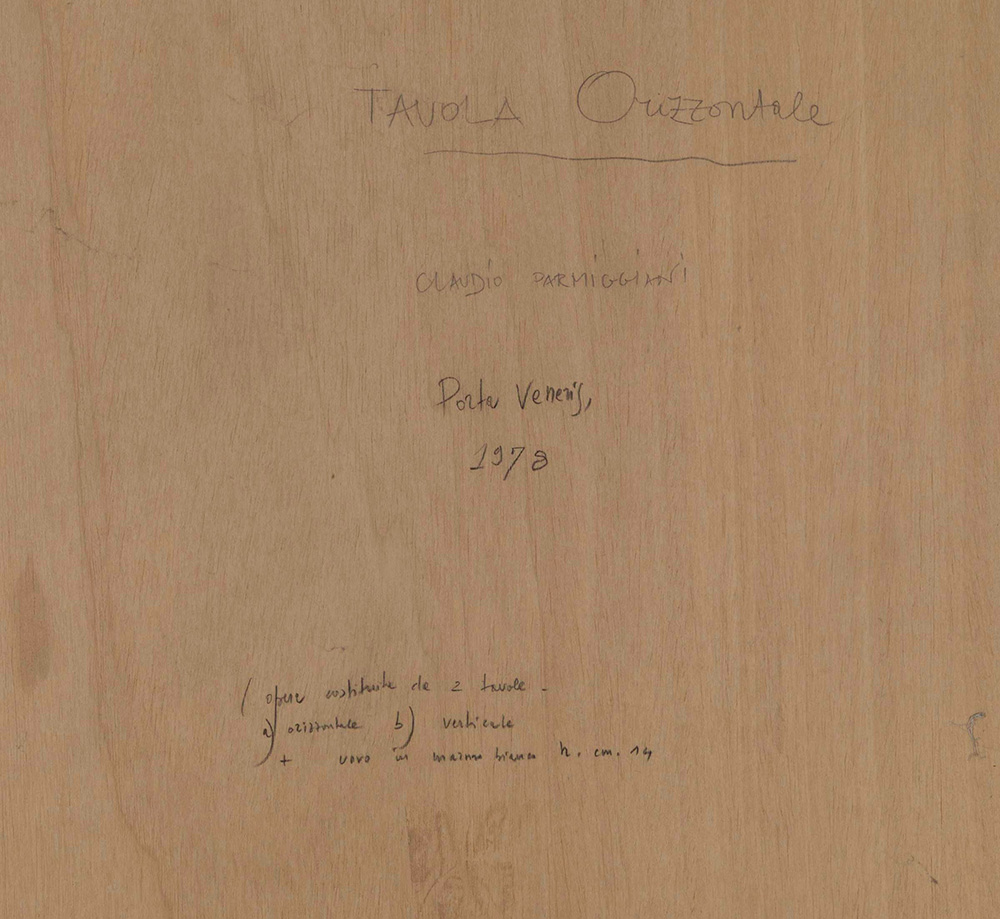 TAVOLA Orizzontale
CLAUDIO PARMIGGIANI
Porta Veneris,
1978
( opera costituita da 2 tavole -
a) orizzontale b) verticale
+ uovo in marmo bianco h. cm. 14